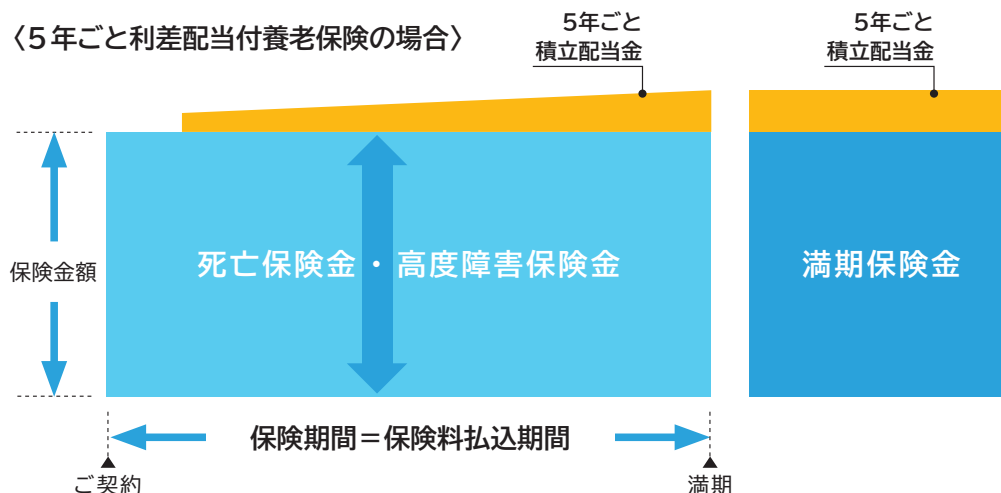 〈5年ごと利差配当付養老保険の場合〉
5年ごと
積立配当金
5年ごと
積立配当金
保険金額
死亡保険金・高度障害保険金
満期保険金
保険期間＝保険料払込期間
ご契約
満期